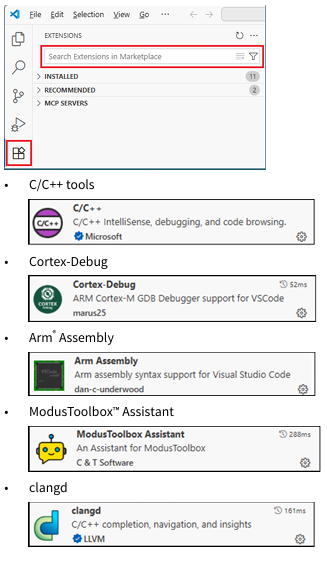 File Edit Selection View Go ...
EXTENSIONS
Search Extensions in Marketplace
INSTALLED 11
RECOMMENDED 2
MCP SERVERS
• C/C++ tools
C/C++
C/C++ IntelliSense, debugging, and code browsing.
Microsoft
• Cortex-Debug
CORTEX
Cortex-Debug 52ms
ARM Cortex-M GDB Debugger support for VSCode
marus25
• Arm® Assembly
Arm Assembly
Arm assembly syntax support for Visual Studio Code
dan-c-underwood
• ModusToolbox™ Assistant
ModusToolbox Assistant 288ms
An Assistant for ModusToolbox
C & T Software
• clangd
clangd 161ms
C/C++ completion, navigation, and insights
LLVM